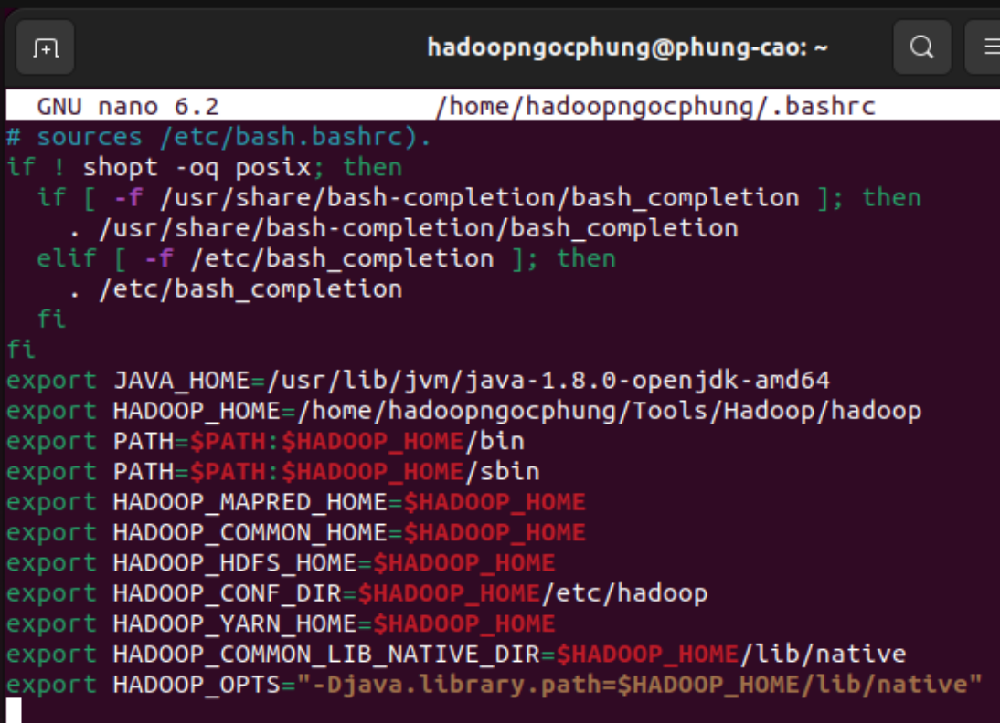 hadoopngocphung@phung-cao: ~
GNU nano 6.2 /home/hadoopngocphung/.bashrc
# sources /etc/bash.bashrc).
if ! shopt -oq posix; then
  if [ -f /usr/share/bash-completion/bash_completion ]; then
    . /usr/share/bash-completion/bash_completion
  elif [ -f /etc/bash_completion ]; then
    . /etc/bash_completion
  fi
fi
export JAVA_HOME=/usr/lib/jvm/java-1.8.0-openjdk-amd64
export HADOOP_HOME=/home/hadoopngocphung/Tools/Hadoop/hadoop
export PATH=$PATH:$HADOOP_HOME/bin
export PATH=$PATH:$HADOOP_HOME/sbin
export HADOOP_MAPRED_HOME=$HADOOP_HOME
export HADOOP_COMMON_HOME=$HADOOP_HOME
export HADOOP_HDFS_HOME=$HADOOP_HOME
export HADOOP_CONF_DIR=$HADOOP_HOME/etc/hadoop
export HADOOP_YARN_HOME=$HADOOP_HOME
export HADOOP_COMMON_LIB_NATIVE_DIR=$HADOOP_HOME/lib/native
export HADOOP_OPTS="-Djava.library.path=$HADOOP_HOME/lib/native"